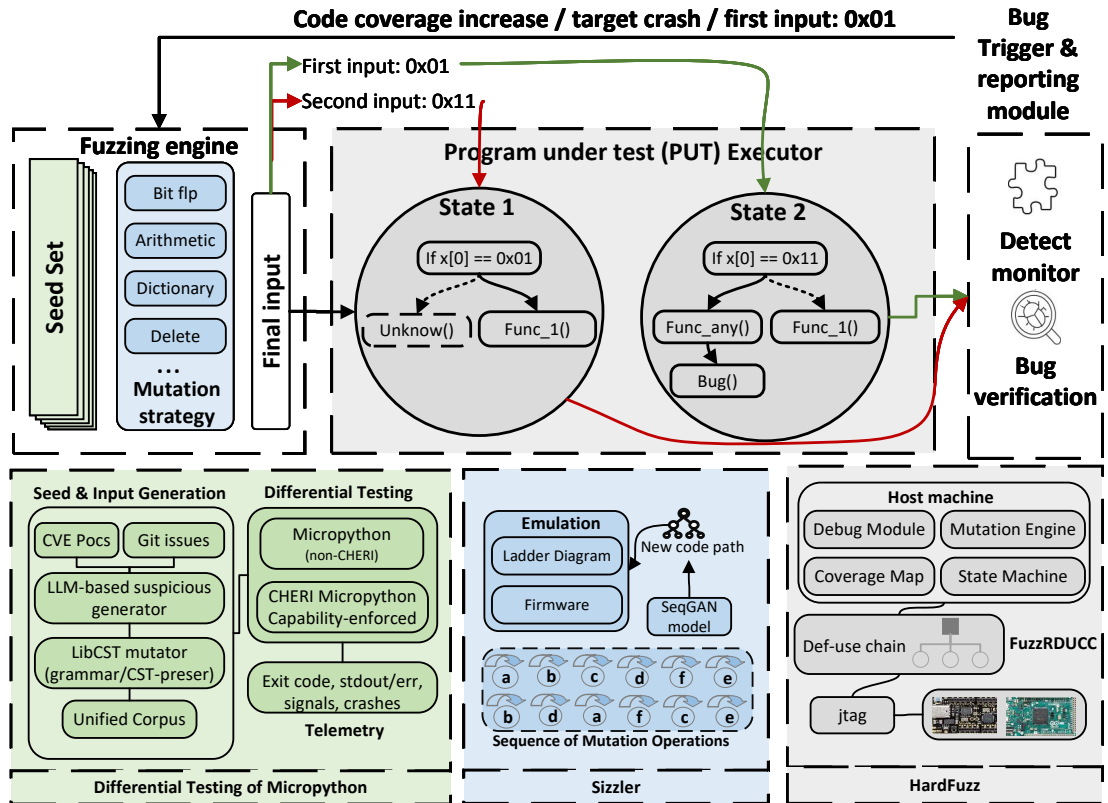 Code coverage increase / target crash / first input: 0x01
Bug
Trigger &
reporting
module
First input: 0x01
Second input: 0x11
Fuzzing engine
Seed Set
Bit flp
Arithmetic
Dictionary
Delete
...
Mutation
strategy
Final input
Program under test (PUT) Executor
State 1
If x[0] == 0x01
Unknow()
Func_1()
State 2
If x[0] == 0x11
Func_any()
Func_1()
Bug()
Detect
monitor
Bug
verification
Seed & Input Generation
CVE Pocs
Git issues
LLM-based suspicious
generator
LibCST mutator
(grammar/CST-preser)
Unified Corpus
Differential Testing
Micropython
(non-CHERI)
CHERI Micropython
Capability-enforced
Exit code, stdout/err,
signals, crashes
Telemetry
Differential Testing of Micropython
Emulation
Ladder Diagram
Firmware
New code path
SeqGAN
model
a b c d f e
b d a f c e
Sequence of Mutation Operations
Sizzler
Host machine
Debug Module
Mutation Engine
Coverage Map
State Machine
Def-use chain
FuzzRDUCC
jtag
HardFuzz